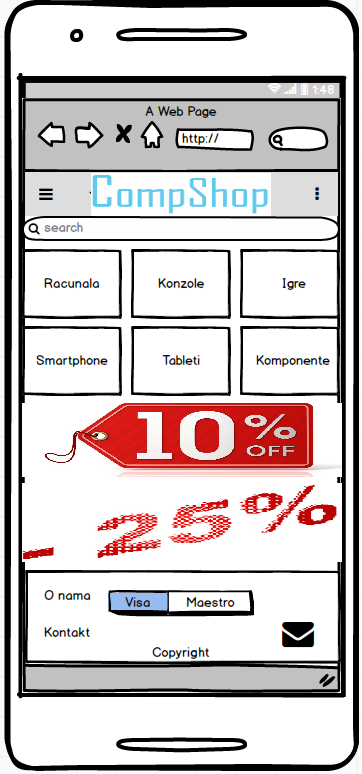 1:48
A Web Page
http://
CompShop
search
Racunala Konzole Igre
Smartphone Tableti Komponente
10%
OFF
- 25%
O nama
Visa Maestro
Kontakt
Copyright